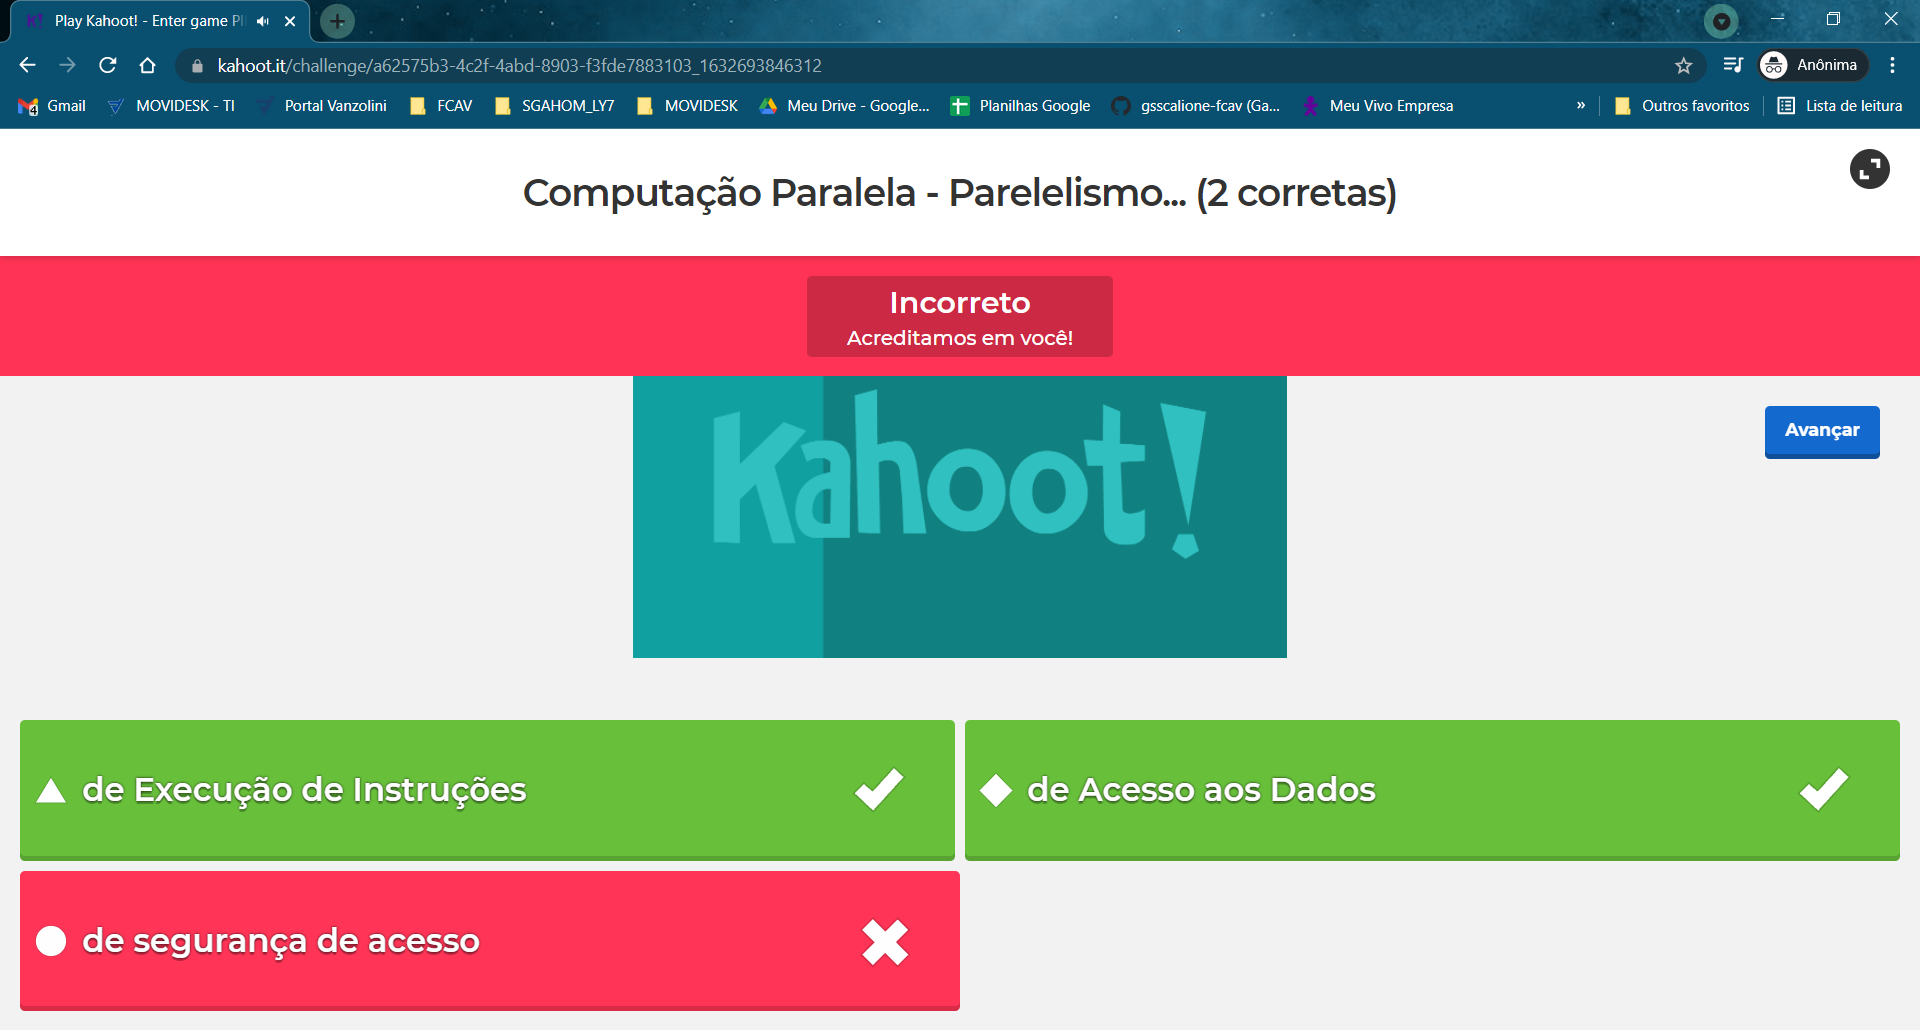 Play Kahoot! - Enter game PI
kahoot.it/challenge/a62575b3-4c2f-4abd-8903-f3fde7883103_1632693846312
Anônima
4
Gmail
MOVIDESK - TI
Portal Vanzolini
FCAV
SGAHOM_LY7
MOVIDESK
Meu Drive - Google...
Planilhas Google
gsscalione-fcav (Ga...
Meu Vivo Empresa
»
Outros favoritos
Lista de leitura
Computação Paralela - Parelelismo... (2 corretas)
Incorreto
Acreditamos em você!
Kahoot!
Avançar
de Execução de Instruções
de Acesso aos Dados
de segurança de acesso